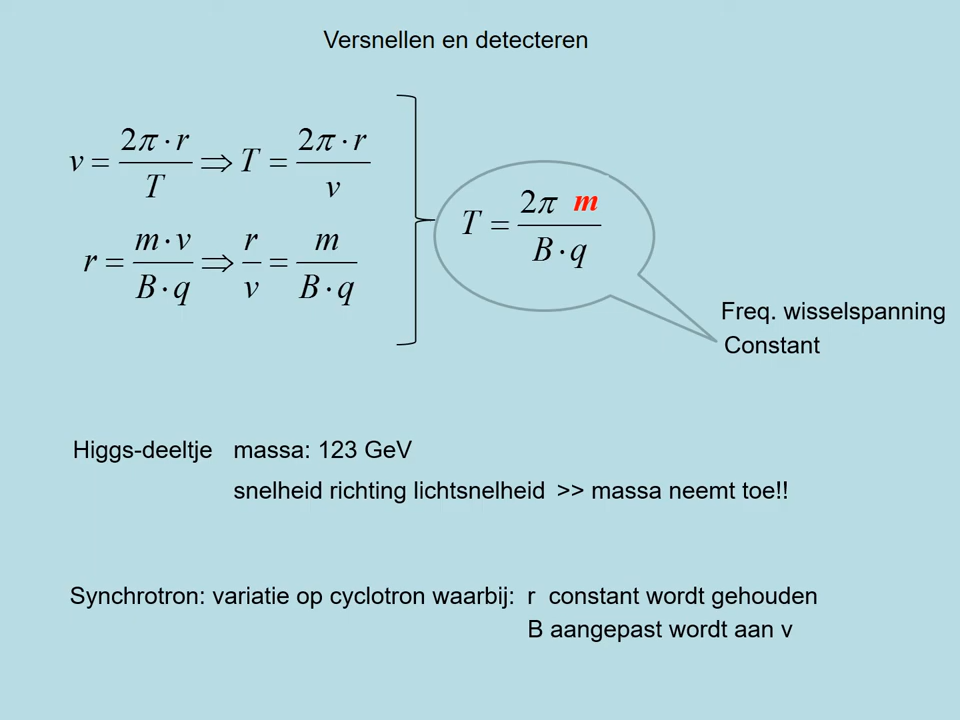 Versnellen en detecteren
v = 2π · r / T ⇒ T = 2π · r / v
r = m · v / B · q ⇒ r / v = m / B · q
T = 2π m / B · q
Freq. wisselspanning
Constant
Higgs-deeltje massa: 123 GeV
snelheid richting lichtsnelheid >> massa neemt toe!!
Synchrotron: variatie op cyclotron waarbij: r constant wordt gehouden
B aangepast wordt aan v